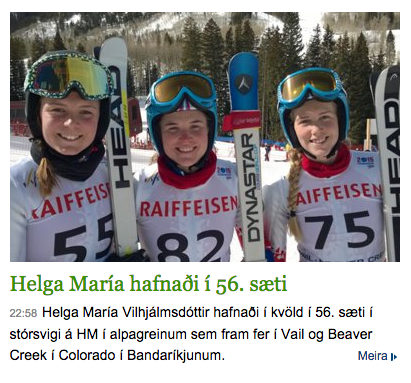 HEAD
DYNASTAR
HEAD
2015
RAIFFEISEN
RAIFFEISEN
RAIFFEISEN
55
82
75
Helga María hafnaði í 56. sæti
22:58 Helga María Vilhjálmsdóttir hafnaði í kvöld í 56. sæti í
stórsvigi á HM í alpagreinum sem fram fer í Vail og Beaver
Creek í Colorado í Bandaríkjunum.
Meira